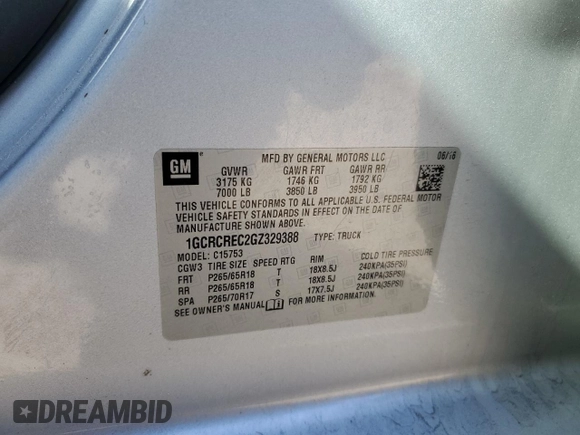 GM ®
MFD BY GENERAL MOTORS LLC 06/16
GVWR GAWR FRT GAWR RR
3175 KG 1746 KG 1792 KG
7000 LB 3850 LB 3950 LB
THIS VEHICLE CONFORMS TO ALL APPLICABLE U.S. FEDERAL MOTOR
VEHICLE SAFETY STANDARDS IN EFFECT ON THE DATE OF
MANUFACTURE SHOWN ABOVE.
1GCRCREC2GZ329388 TYPE: TRUCK
MODEL: C15753
CGW3 TIRE SIZE SPEED RTG RIM COLD TIRE PRESSURE
FRT P265/65R18 T 18X8.5J 240KPA(35PSI)
RR P265/65R18 T 18X8.5J 240KPA(35PSI)
SPA P265/70R17 S 17X7.5J 240KPA(35PSI)
SEE OWNER'S MANUAL FOR MORE INFORMATION.
DREAMBID